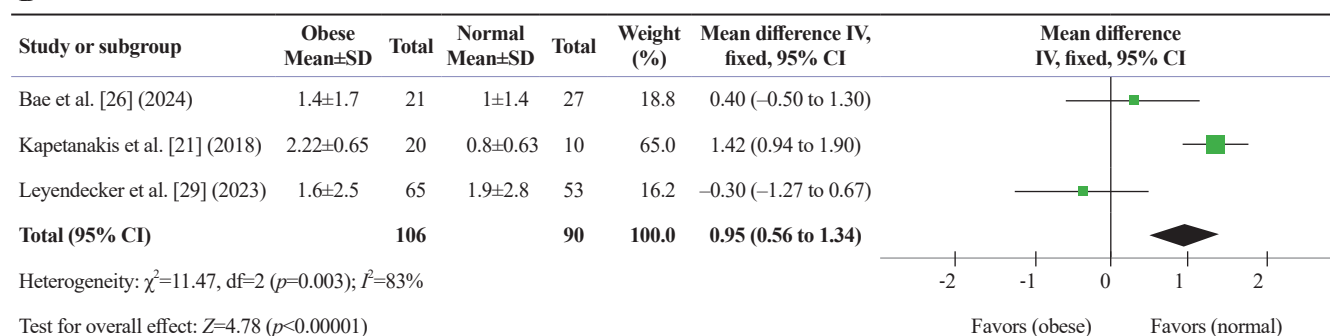 Study or subgroup Obese Mean±SD Total Normal Mean±SD Total Weight (%) Mean difference IV, fixed, 95% CI Mean difference IV, fixed, 95% CI
Bae et al. [26] (2024) 1.4±1.7 21 1±1.4 27 18.8 0.40 (–0.50 to 1.30)
Kapetanakis et al. [21] (2018) 2.22±0.65 20 0.8±0.63 10 65.0 1.42 (0.94 to 1.90)
Leyendecker et al. [29] (2023) 1.6±2.5 65 1.9±2.8 53 16.2 –0.30 (–1.27 to 0.67)
Total (95% CI) 106 90 100.0 0.95 (0.56 to 1.34)
Heterogeneity: χ²=11.47, df=2 (p=0.003); I²=83%
-2 -1 0 1 2
Test for overall effect: Z=4.78 (p<0.00001) Favors (obese) Favors (normal)